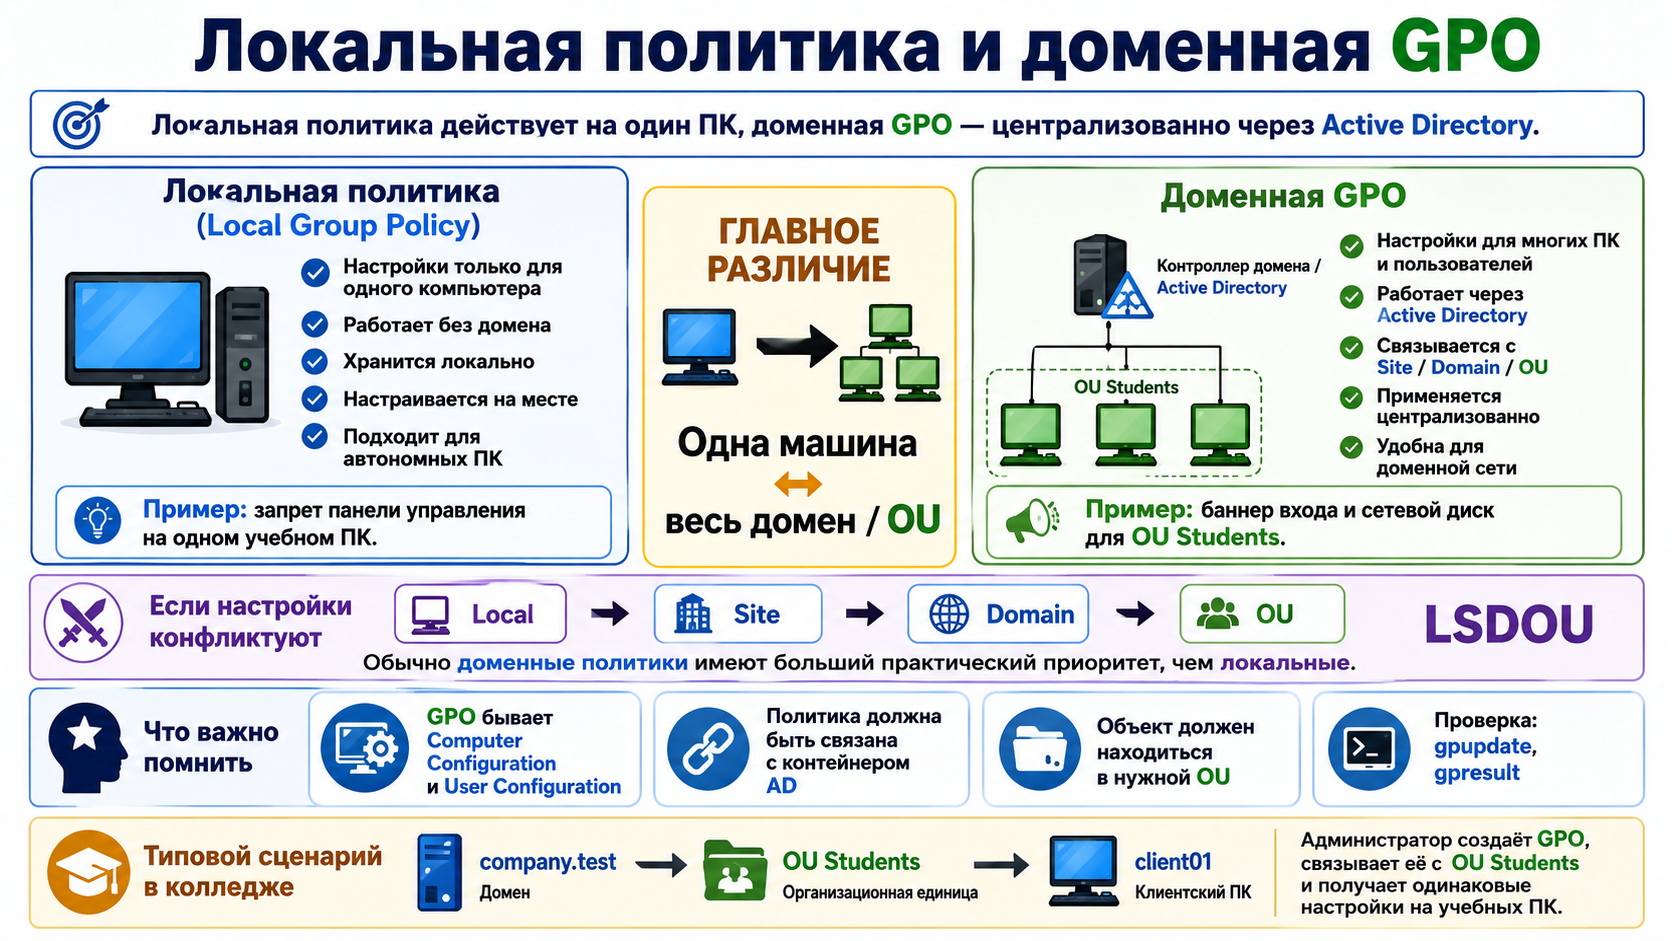 Локальная политика и доменная GPO
Локальная политика действует на один ПК, доменная GPO — централизованно через Active Directory.
Локальная политика
(Local Group Policy)
Настройки только для
одного компьютера
Работает без домена
Хранится локально
Настраивается на месте
Подходит для
автономных ПК
Пример: запрет панели управления
на одном учебном ПК.
ГЛАВНОЕ
РАЗЛИЧИЕ
Одна машина
весь домен / OU
Доменная GPO
Контроллер домена /
Active Directory
OU Students
Настройки для многих ПК
и пользователей
Работает через
Active Directory
Связывается с
Site / Domain / OU
Применяется
централизованно
Удобна для
доменной сети
Пример: баннер входа и сетевой диск
для OU Students.
Если настройки
конфликтуют
Local
Site
Domain
OU
LSDOU
Обычно доменные политики имеют больший практический приоритет, чем локальные.
Что важно
помнить
GPO бывает
Computer
Configuration
и User Configuration
Политика должна
быть связана
с контейнером
AD
Объект должен
находиться
в нужной OU
Проверка:
gpupdate,
gpresult
Типовой сценарий
в колледже
company.test
Домен
OU Students
Организационная единица
client01
Клиентский ПК
Администратор создаёт GPO,
связывает её с OU Students
и получает одинаковые
настройки на учебных ПК.